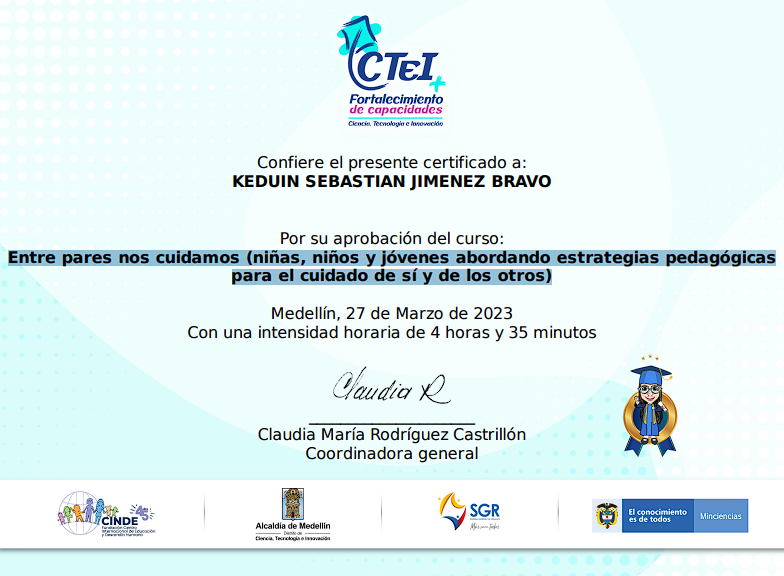 CTeI+
Fortalecimiento
de capacidades
Ciencia, Tecnología e Innovación
Confiere el presente certificado a:
KEDUIN SEBASTIAN JIMENEZ BRAVO
Por su aprobación del curso:
Entre pares nos cuidamos (niñas, niños y jóvenes abordando estrategias pedagógicas
para el cuidado de sí y de los otros)
Medellín, 27 de Marzo de 2023
Con una intensidad horaria de 4 horas y 35 minutos
Claudia R
Claudia María Rodríguez Castrillón
Coordinadora general
CINDE 45
Fundación Centro
Internacional de Educación
y Desarrollo Humano
Alcaldía de Medellín
Distrito de
Ciencia, Tecnología e Innovación
SGR
El conocimiento
es de todos
Minciencias